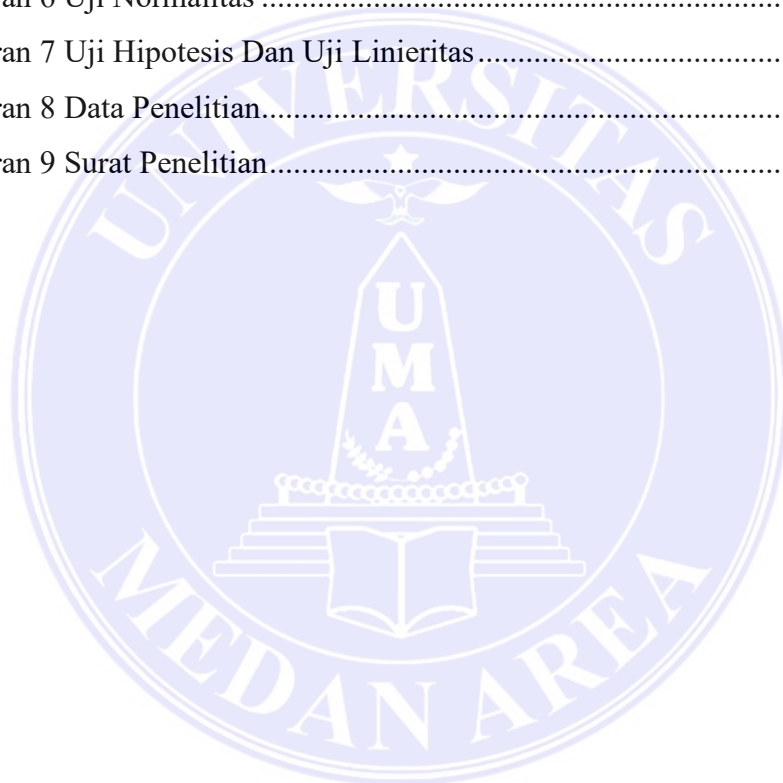 ran 6 Uji Normalitas ................................................................
ran 7 Uji Hipotesis Dan Uji Linieritas.....................................
ran 8 Data Penelitian................................................................
ran 9 Surat Penelitian...............................................................
UNIVERSITAS
U
M
A
MEDAN AREA